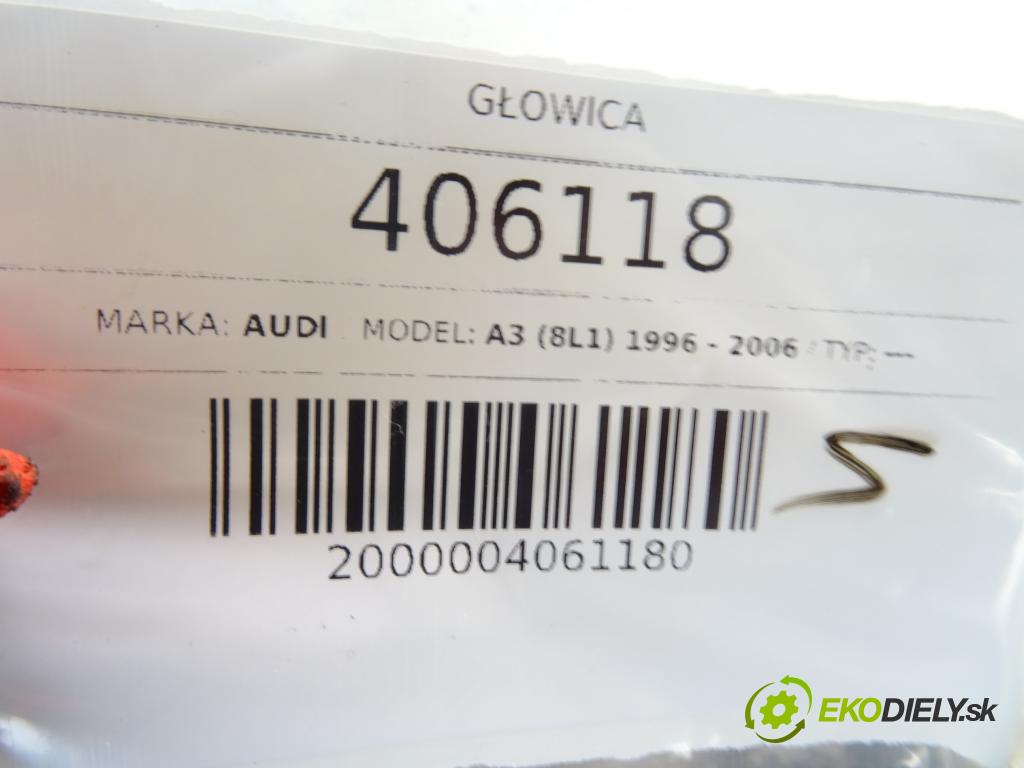 GŁOWICA
406118
MARKA: AUDI MODEL: A3 (8L1) 1996 - 2006 TYP: ---
2000004061180
EKODIELY.sk